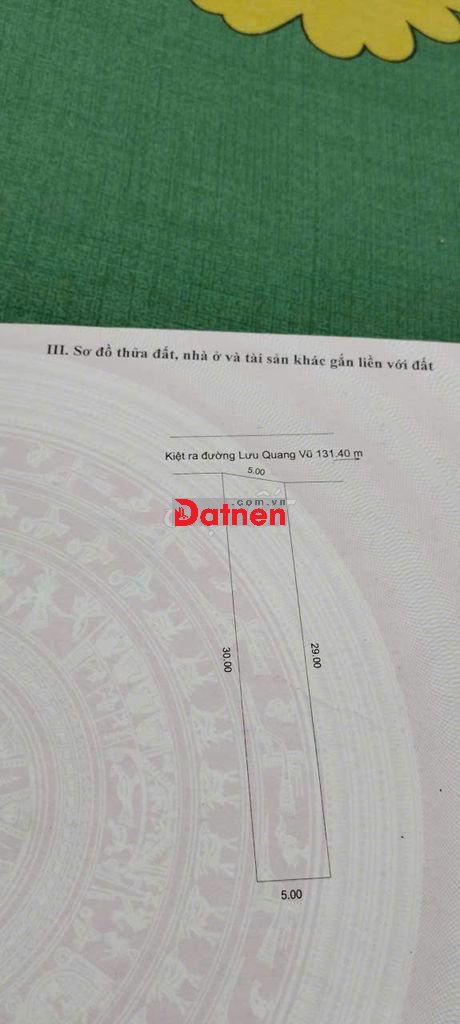 III. Sơ đồ thửa đất, nhà ở và tài sản khác gắn liền với đất
Kiệt ra đường Lưu Quang Vũ 131.40 m
5.00
.com.vn
Datnen
30.00
29.00
5.00